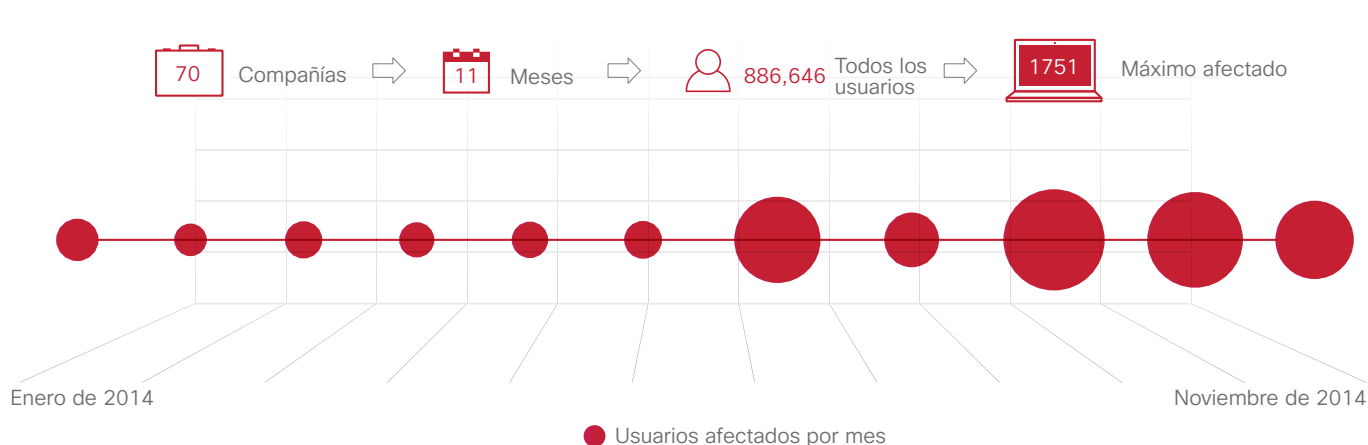 70 Compañías
11 Meses
886,646 Todos los
usuarios
1751 Máximo afectado
Enero de 2014
Noviembre de 2014
Usuarios afectados por mes